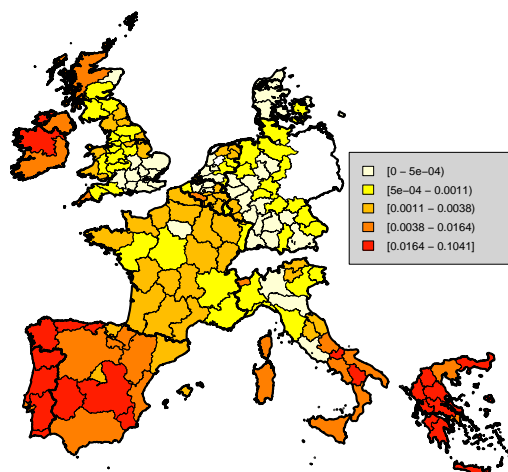 [0 – 5e−04)
[5e−04 – 0.0011)
[0.0011 – 0.0038)
[0.0038 – 0.0164)
[0.0164 – 0.1041]